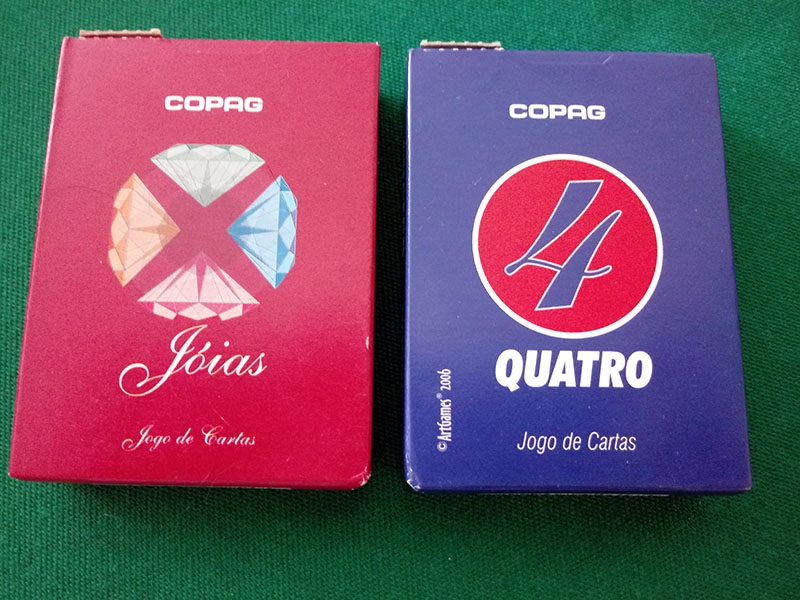 COPAG
Jóias
Jogo de Cartas
COPAG
4
QUATRO
© ArtGames® 2006
Jogo de Cartas